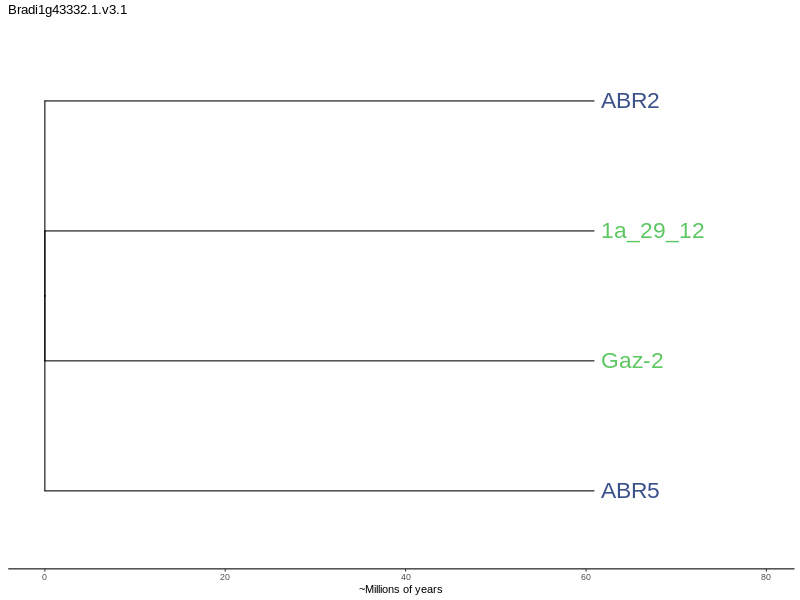 Bradi1g43332.1.v3.1
ABR2
1a_29_12
Gaz-2
ABR5
0 20 40 60 80
~Millions of years